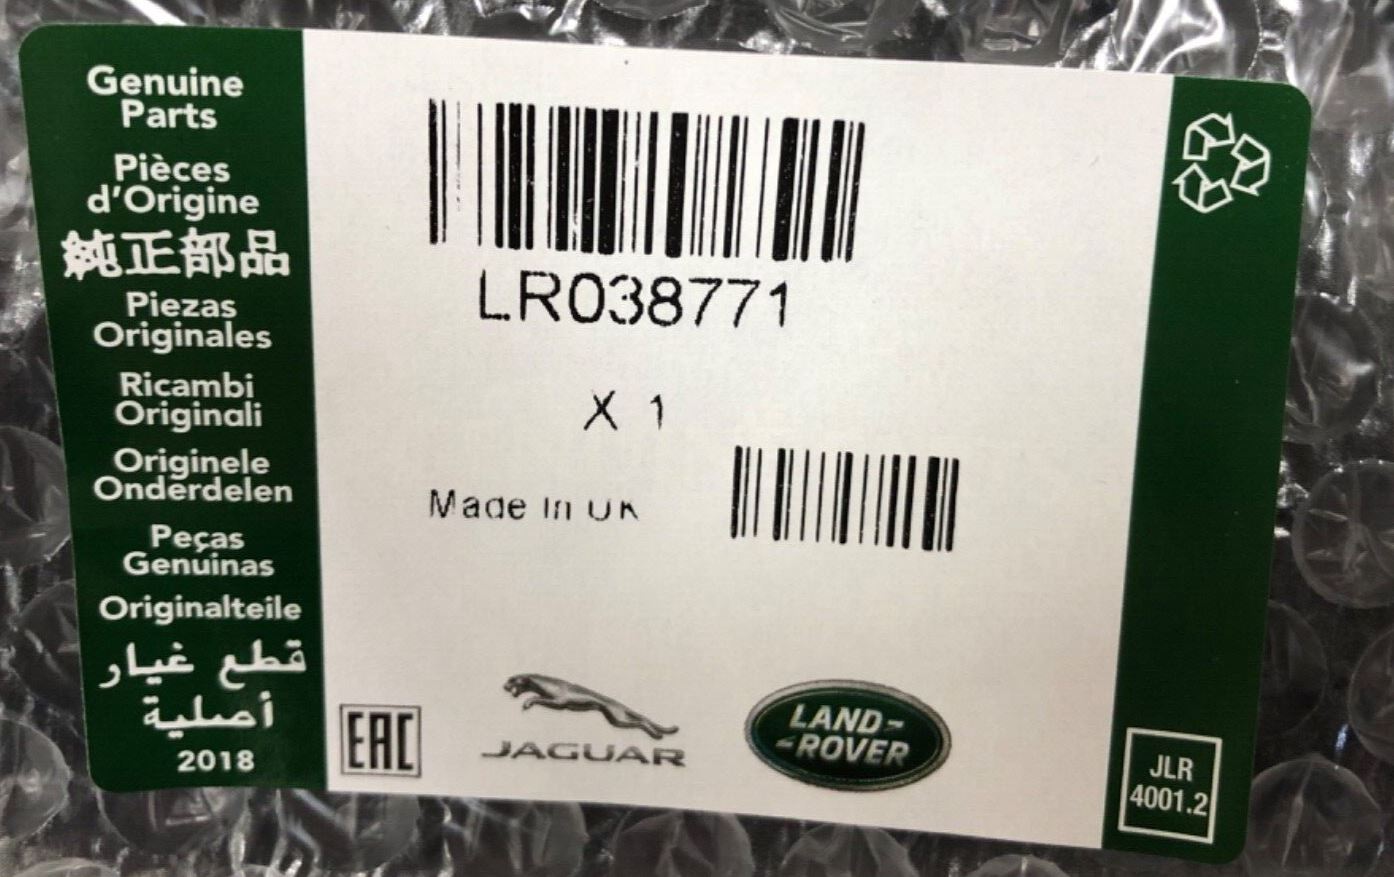 Genuine
Parts
Pièces
d'Origine
純正部品
Piezas
Originales
Ricambi
Originali
Originele
Onderdelen
Peças
Genuinas
Originalteile
قطع غيار
أصلية
2018
LR038771
X 1
Made In UK
EAC
JAGUAR
LAND-
-ROVER
JLR
4001.2